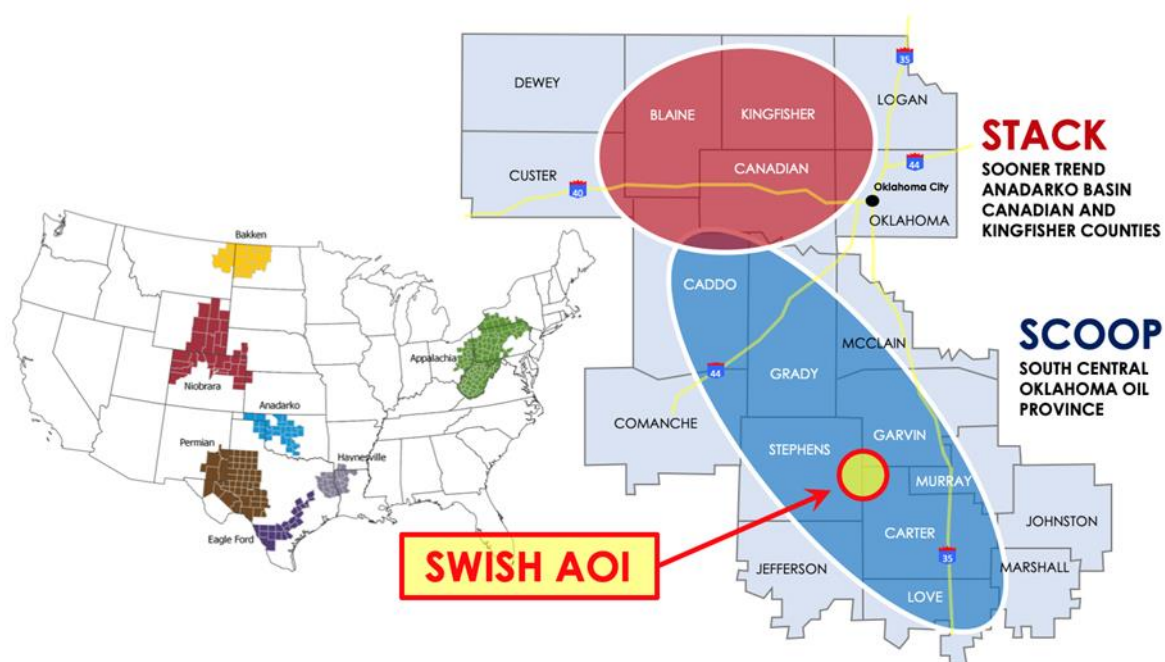 DEWEY
BLAINE
KINGFISHER
LOGAN
35
STACK
SOONER TREND
ANADARKO BASIN
CANADIAN AND
KINGFISHER COUNTIES
44
CUSTER
40
CANADIAN
Oklahoma City
OKLAHOMA
Bakken
Niobrara
Appalachia
Anadarko
Permian
Haynesville
Eagle Ford
CADDO
MCCLAIN
SCOOP
SOUTH CENTRAL
OKLAHOMA OIL
PROVINCE
44
GRADY
COMANCHE
STEPHENS
GARVIN
MURRAY
CARTER
JOHNSTON
35
JEFFERSON
MARSHALL
LOVE
SWISH AOI